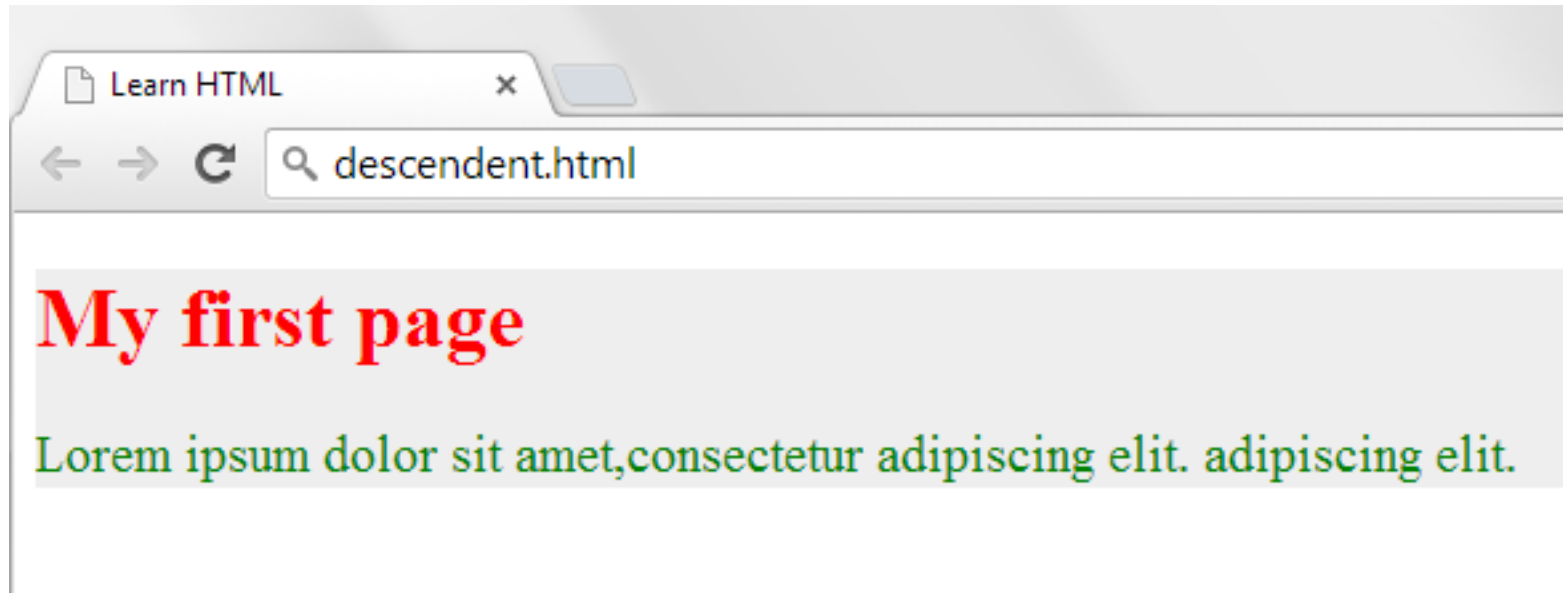 Learn HTML
descendent.html
My first page
Lorem ipsum dolor sit amet,consectetur adipiscing elit. adipiscing elit.